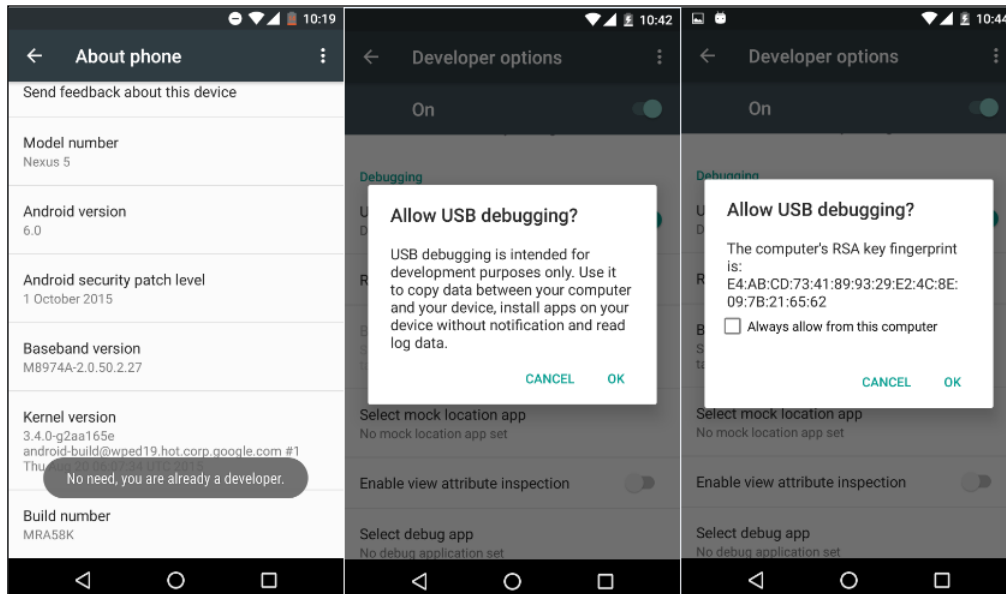 10:19
About phone
Send feedback about this device
Model number
Nexus 5
Android version
6.0
Android security patch level
1 October 2015
Baseband version
M8974A-2.0.50.2.27
Kernel version
3.4.0-g2aa165e
android-build@wped19.hot.corp.google.com #1
Thu Aug 20 06:07:34 UTC 2015
No need, you are already a developer.
Build number
MRA58K
10:42
Developer options
On
Debugging
Allow USB debugging?
USB debugging is intended for
development purposes only. Use it
to copy data between your computer
and your device, install apps on your
device without notification and read
log data.
CANCEL OK
Select mock location app
No mock location app set
Enable view attribute inspection
Select debug app
No debug application set
10:44
Developer options
On
Debugging
Allow USB debugging?
The computer's RSA key fingerprint
is:
E4:AB:CD:73:41:89:93:29:E2:4C:8E:
09:7B:21:65:62
Always allow from this computer
CANCEL OK
Select mock location app
No mock location app set
Enable view attribute inspection
Select debug app
No debug application set